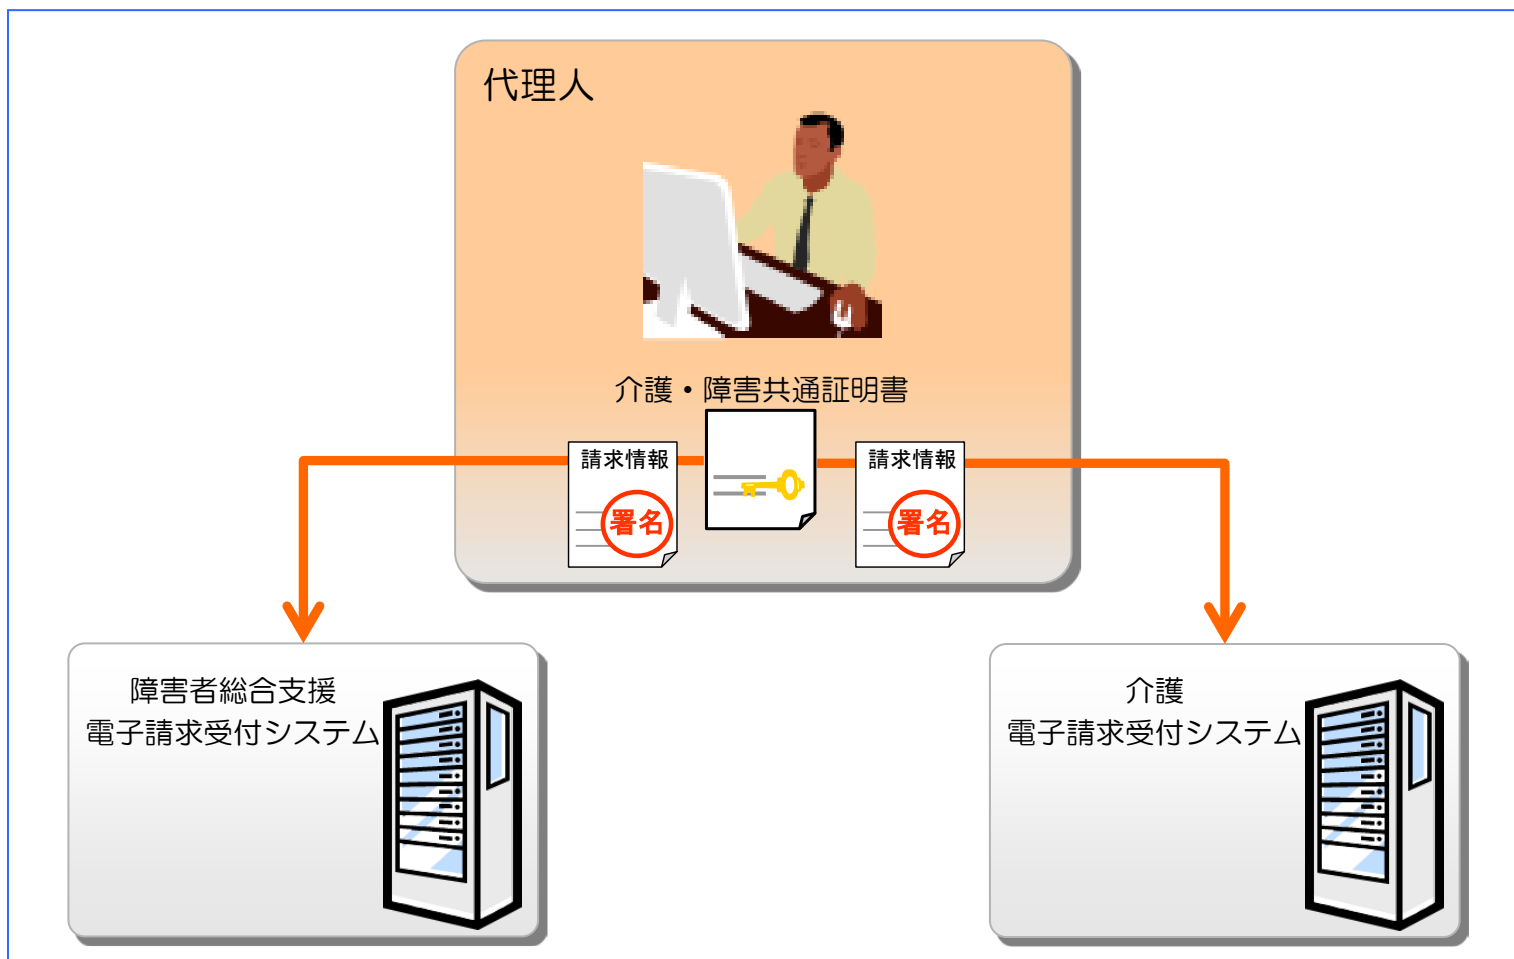 代理人
介護・障害共通証明書
請求情報
署名
請求情報
署名
障害者総合支援
電子請求受付システム
介護
電子請求受付システム